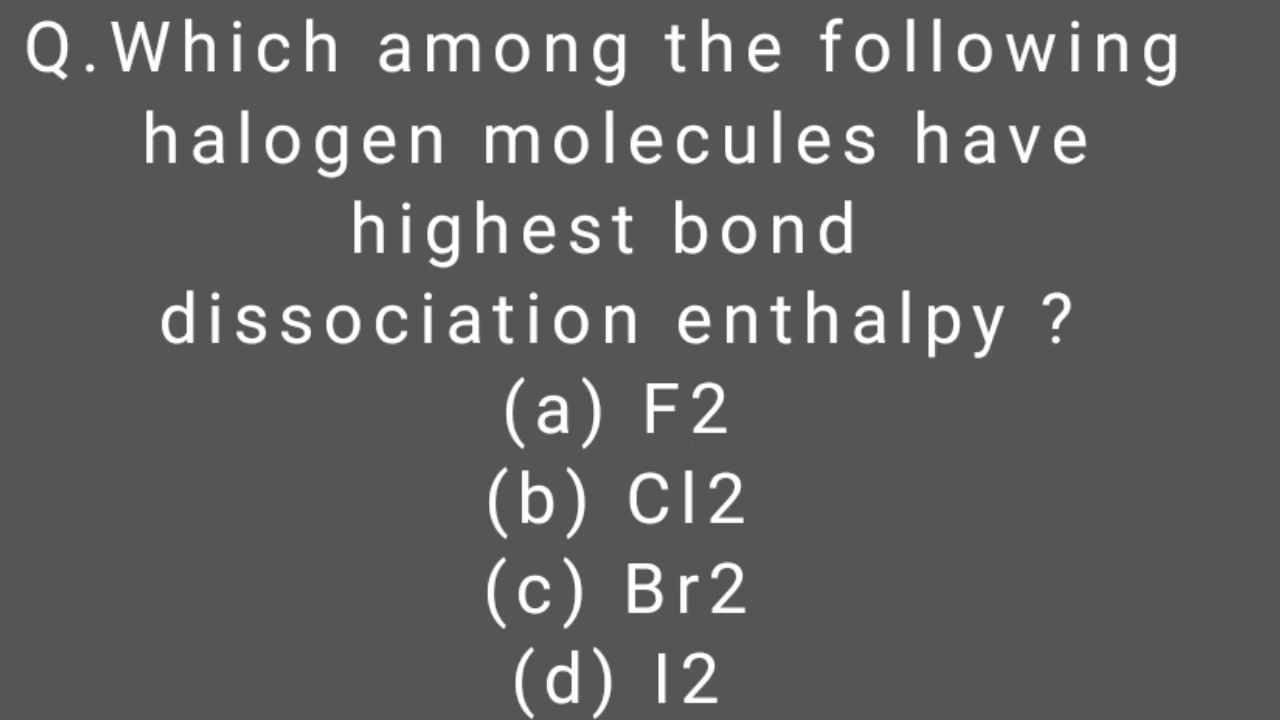 Q.Which among the following
halogen molecules have
highest bond
dissociation enthalpy ?
(a) F2
(b) Cl2
(c) Br2
(d) I2